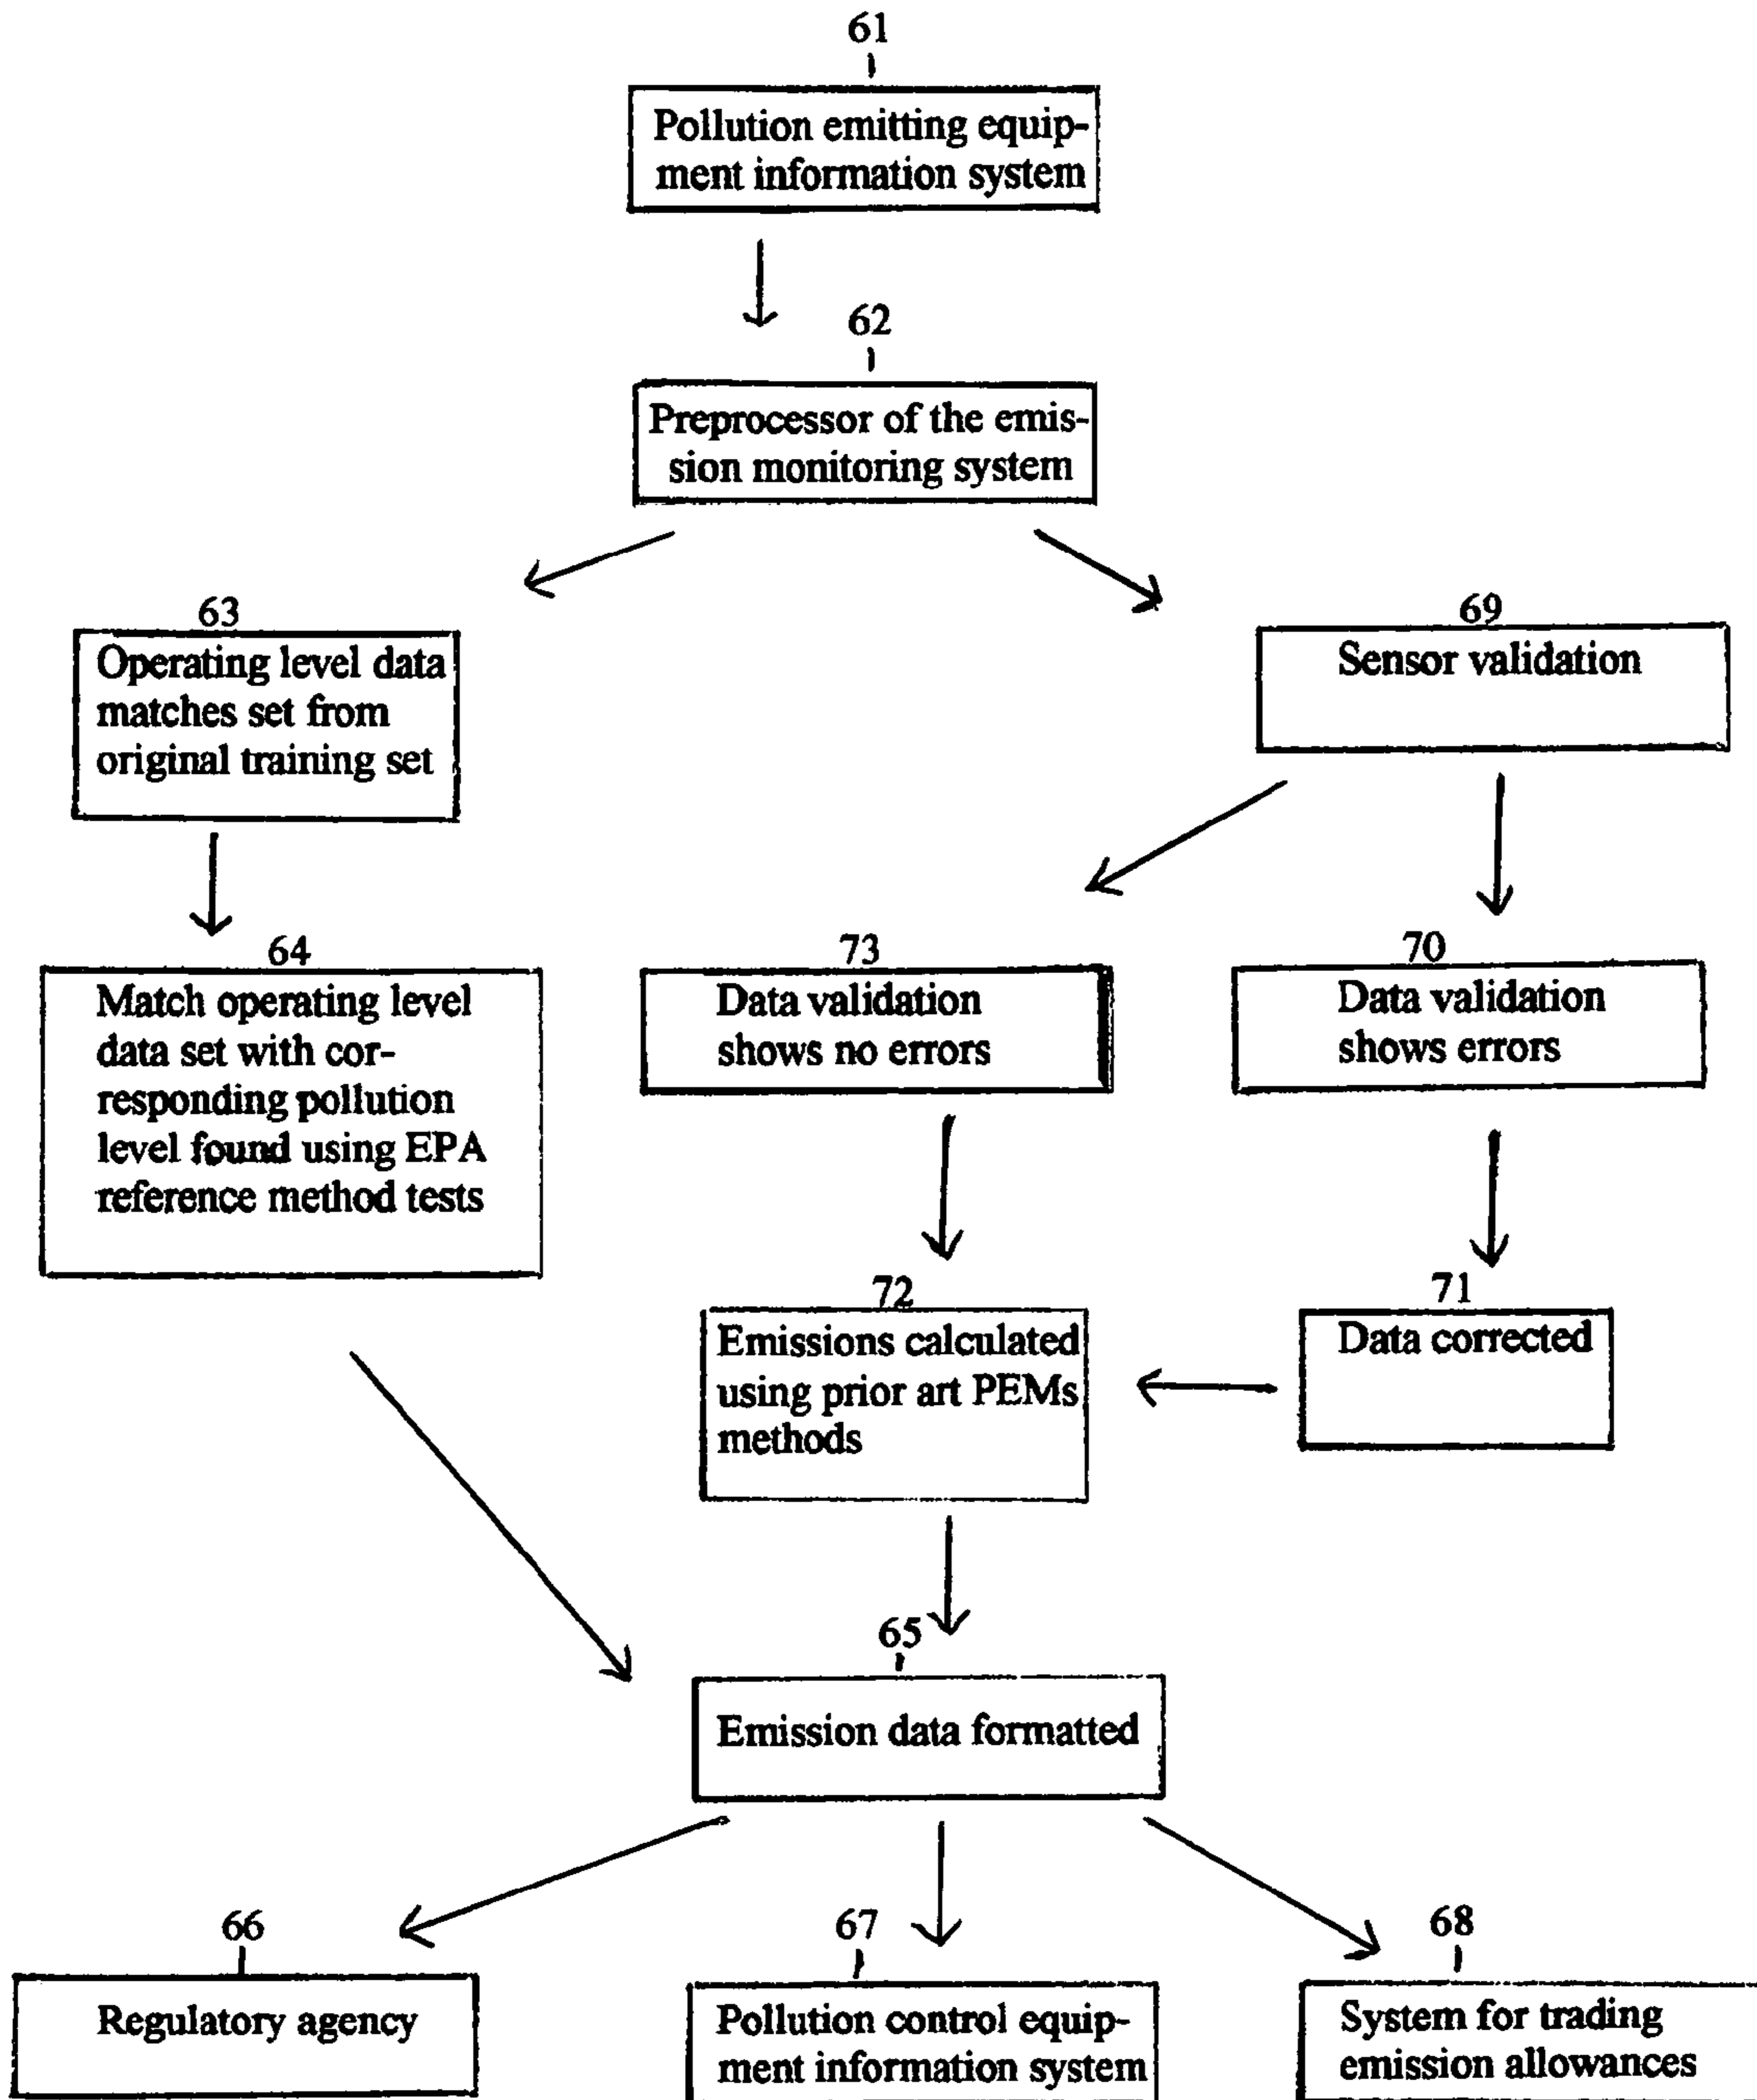 61
Pollution emitting equip-
ment information system
62
Preprocessor of the emis-
sion monitoring system
63
Operating level data
matches set from
original training set
69
Sensor validation
64
Match operating level
data set with cor-
responding pollution
level found using EPA
reference method tests
73
Data validation
shows no errors
70
Data validation
shows errors
72
Emissions calculated
using prior art PEMs
methods
71
Data corrected
65
Emission data formatted
66
Regulatory agency
67
Pollution control equip-
ment information system
68
System for trading
emission allowances